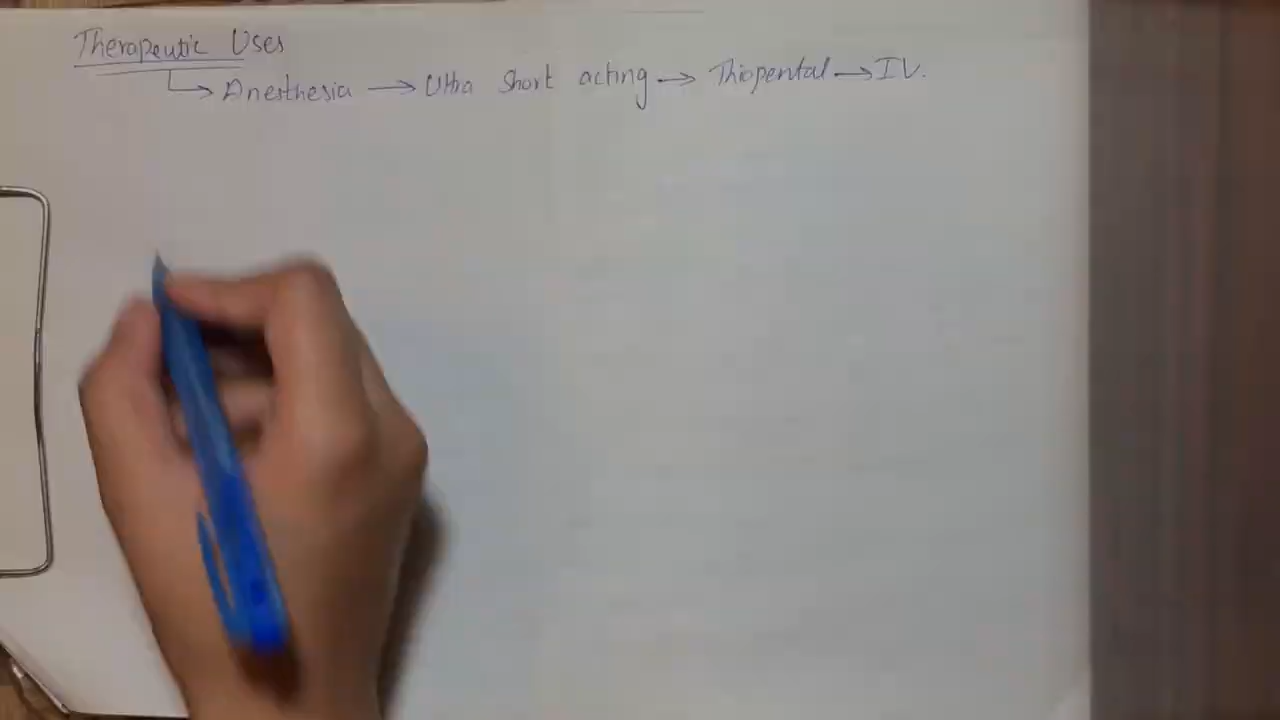 Therapeutic Uses
→ Anesthesia → Ultra Short acting → Thiopental → IV.